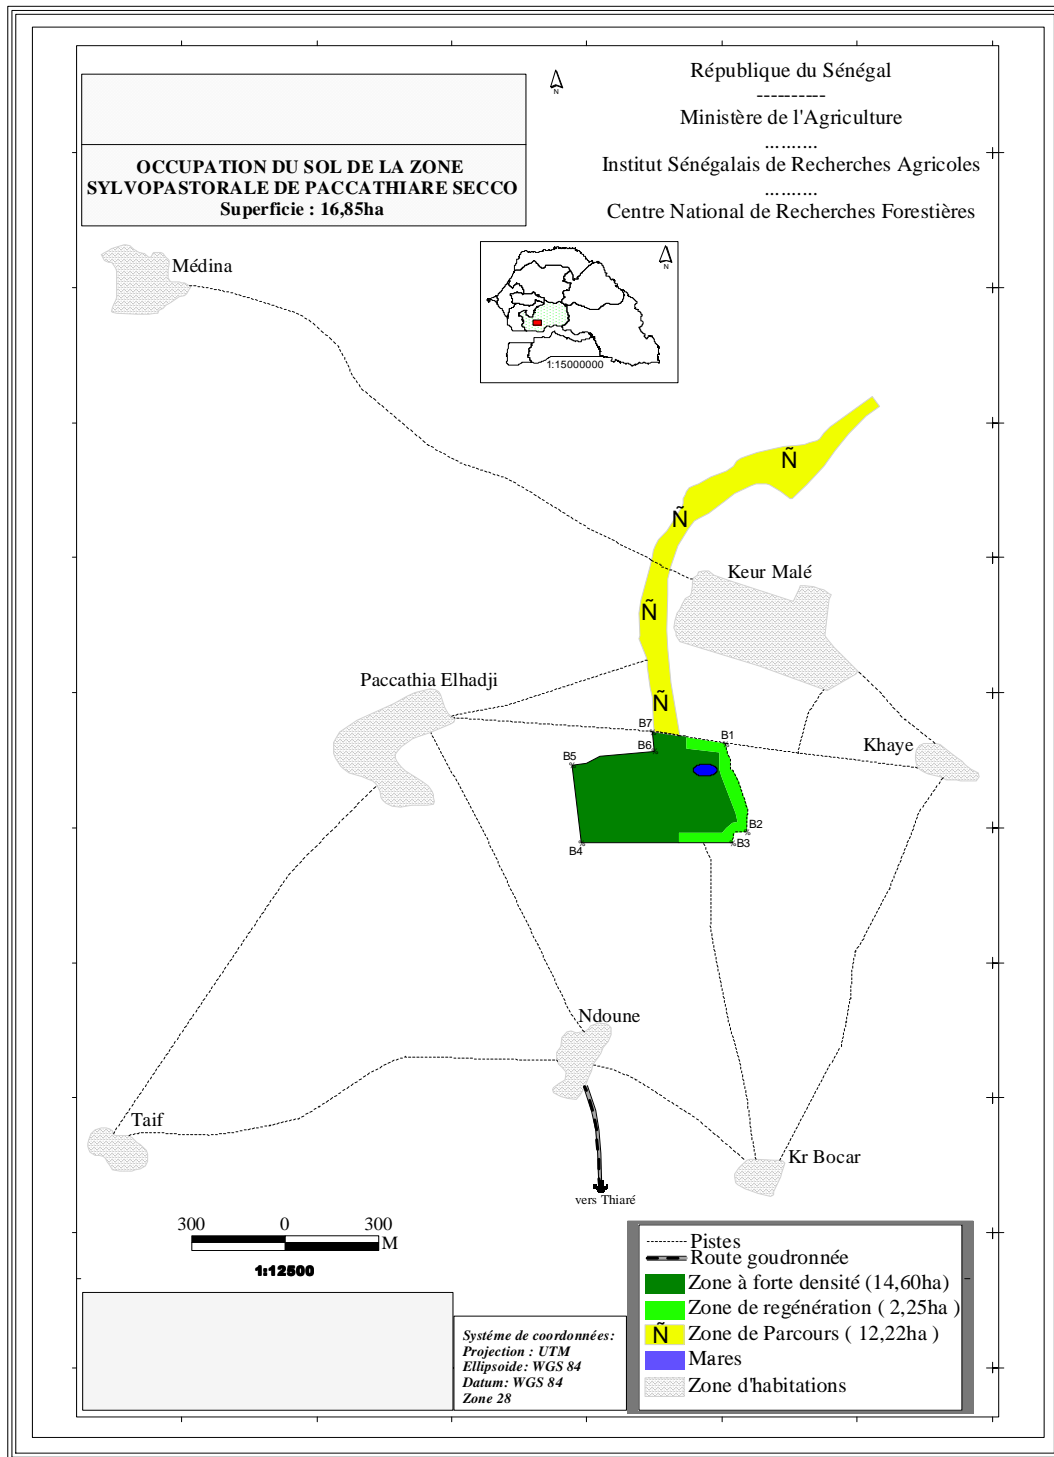 République du Sénégal
----------
Ministère de l'Agriculture
.........
Institut Sénégalais de Recherches Agricoles
.........
Centre National de Recherches Forestières
OCCUPATION DU SOL DE LA ZONE
SYLVOPASTORALE DE PACCATHIARE SECCO
Superficie : 16,85ha
N
N
1:15000000
Médina
Ñ
Ñ
Keur Malé
Ñ
Paccathia Elhadji
Ñ
B7
B1
B6
Khaye
B5
B2
B4
B3
Ndoune
Taif
Kr Bocar
vers Thiaré
300 0 300
M
1:12500
Pistes
Route goudronnée
Zone à forte densité (14,60ha)
Zone de regénération ( 2,25ha )
Ñ Zone de Parcours ( 12,22ha )
Mares
Zone d'habitations
Systéme de coordonnées:
Projection : UTM
Ellipsoide: WGS 84
Datum: WGS 84
Zone 28